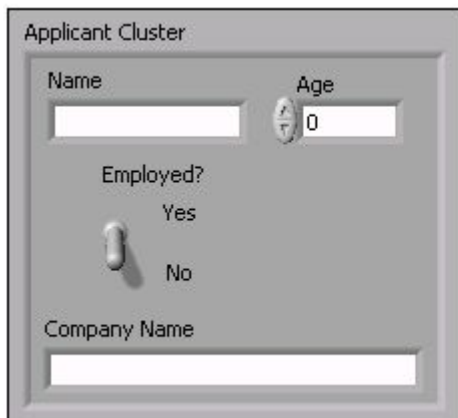 Applicant Cluster
Name
Age
0
Employed?
Yes
No
Company Name